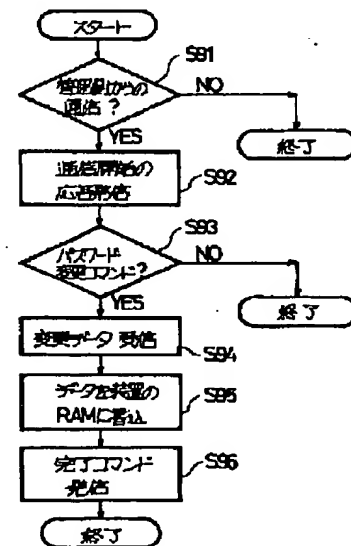 スタート
S91
管理側からの
通信？
NO
YES
終了
通信開始の
応答発信
S92
S93
パスワード
変更コマンド？
NO
YES
終了
変更データ受信
S94
データを装置の
RAMに書込
S95
完了コマンド
発信
S96
終了